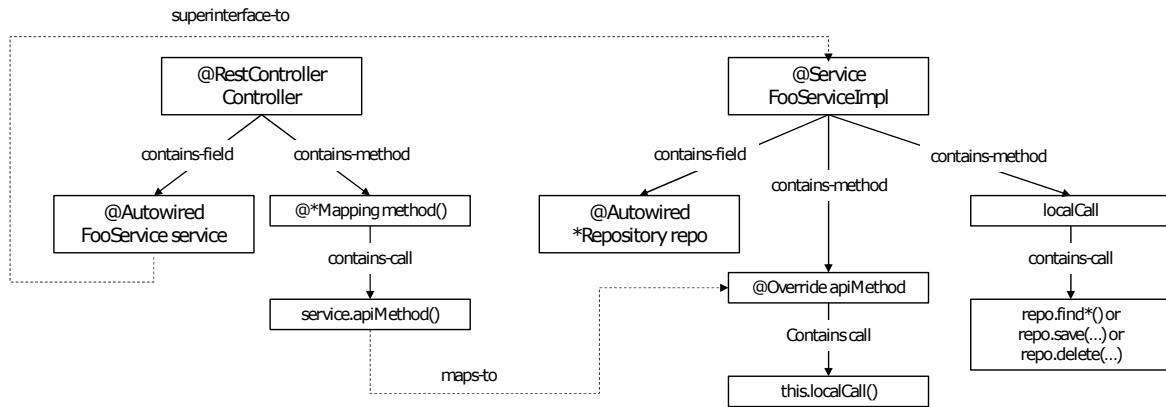 superinterface-to
@RestController
Controller
@Service
FooServiceImpl
contains-field
contains-method
contains-field
contains-method
contains-method
@Autowired
FooService service
@*Mapping method()
@Autowired
*Repository repo
localCall
contains-call
contains-call
service.apiMethod()
@Override apiMethod
repo.find*() or
repo.save(...) or
repo.delete(...)
Contains call
maps-to
this.localCall()